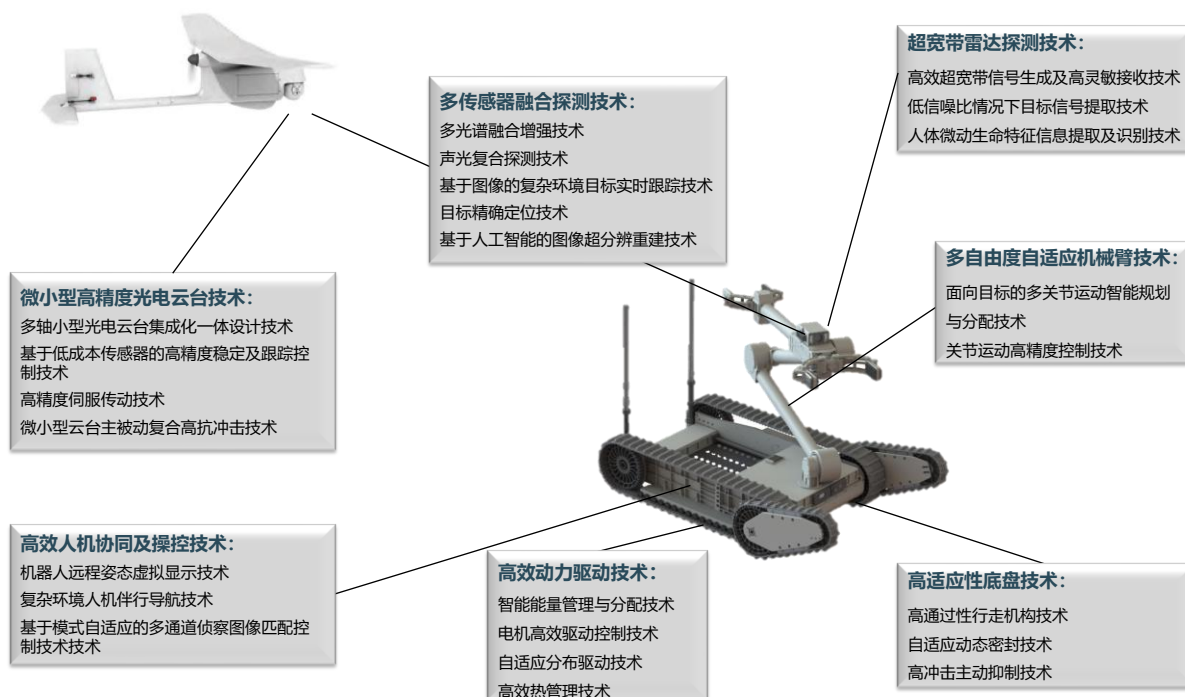 超宽带雷达探测技术：
高效超宽带信号生成及高灵敏接收技术
低信噪比情况下目标信号提取技术
人体微动生命特征信息提取及识别技术
多传感器融合探测技术：
多光谱融合增强技术
声光复合探测技术
基于图像的复杂环境目标实时跟踪技术
目标精确定位技术
基于人工智能的图像超分辨重建技术
多自由度自适应机械臂技术：
面向目标的多关节运动智能规划
与分配技术
关节运动高精度控制技术
微小型高精度光电云台技术：
多轴小型光电云台集成化一体设计技术
基于低成本传感器的高精度稳定及跟踪控
制技术
高精度伺服传动技术
微小型云台主被动复合高抗冲击技术
高效人机协同及操控技术：
机器人远程姿态虚拟显示技术
复杂环境人机伴行导航技术
基于模式自适应的多通道侦察图像匹配控
制技术技术
高效动力驱动技术：
智能能量管理与分配技术
电机高效驱动控制技术
自适应分布驱动技术
高效热管理技术
高适应性底盘技术：
高通过性行走机构技术
自适应动态密封技术
高冲击主动抑制技术